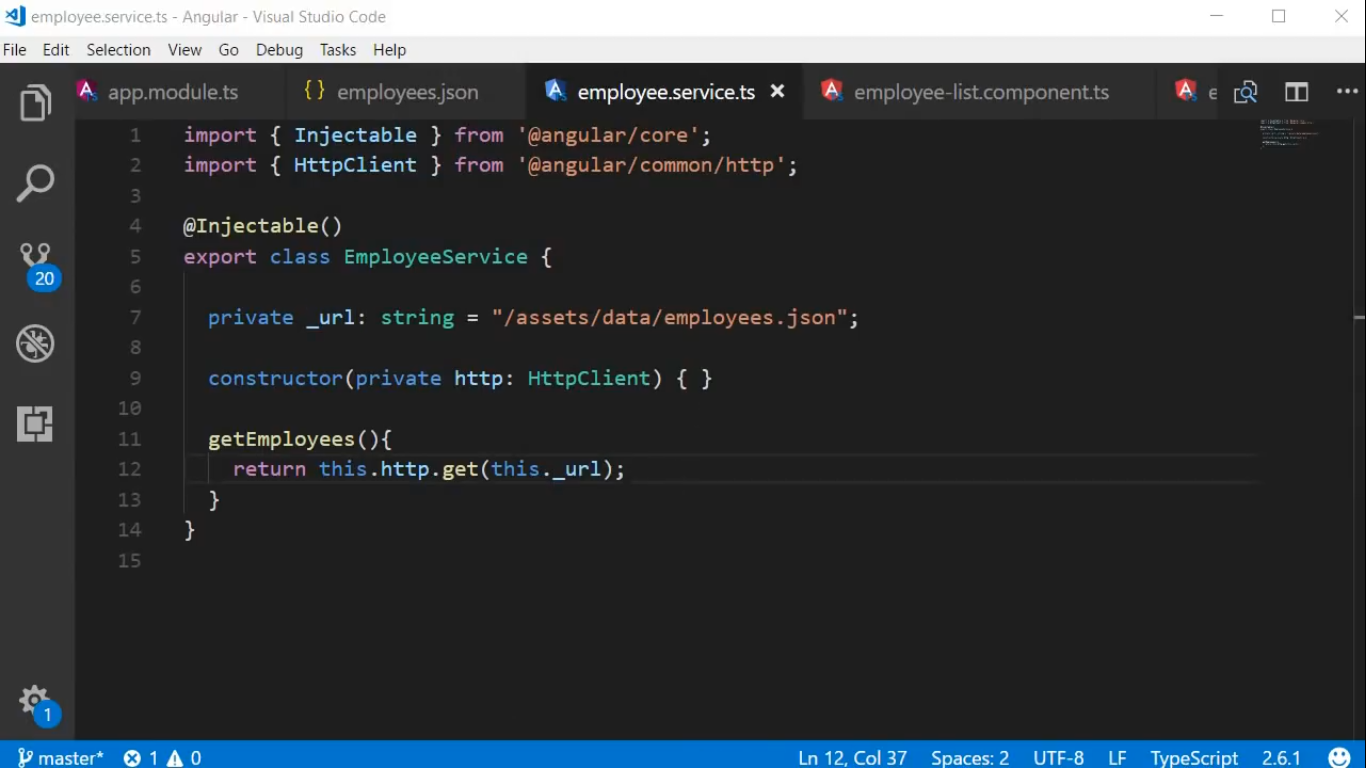 employee.service.ts - Angular - Visual Studio Code
File Edit Selection View Go Debug Tasks Help
app.module.ts {} employees.json employee.service.ts employee-list.component.ts e
1 import { Injectable } from '@angular/core';
2 import { HttpClient } from '@angular/common/http';
3
4 @Injectable()
5 export class EmployeeService {
6
7 private _url: string = "/assets/data/employees.json";
8
9 constructor(private http: HttpClient) { }
10
11 getEmployees(){
12 return this.http.get(this._url);
13 }
14 }
15
20
1
master* 1 0 Ln 12, Col 37 Spaces: 2 UTF-8 LF TypeScript 2.6.1